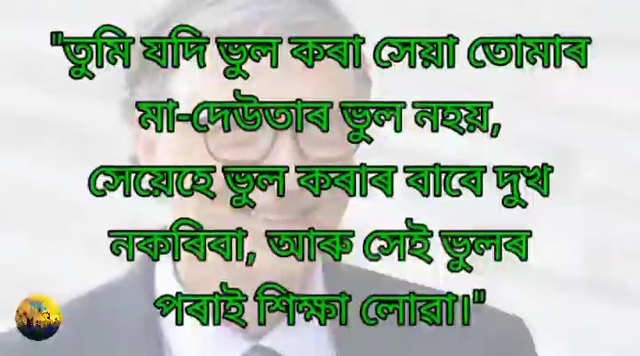 "তুমি যদি ভুল কৰা সেয়া তোমাৰ
মা-দেউতাৰ ভুল নহয়,
সেয়েহে ভুল কৰাৰ বাবে দুখ
নকৰিবা, আৰু সেই ভুলৰ
পৰাই শিক্ষা লোৱা।"